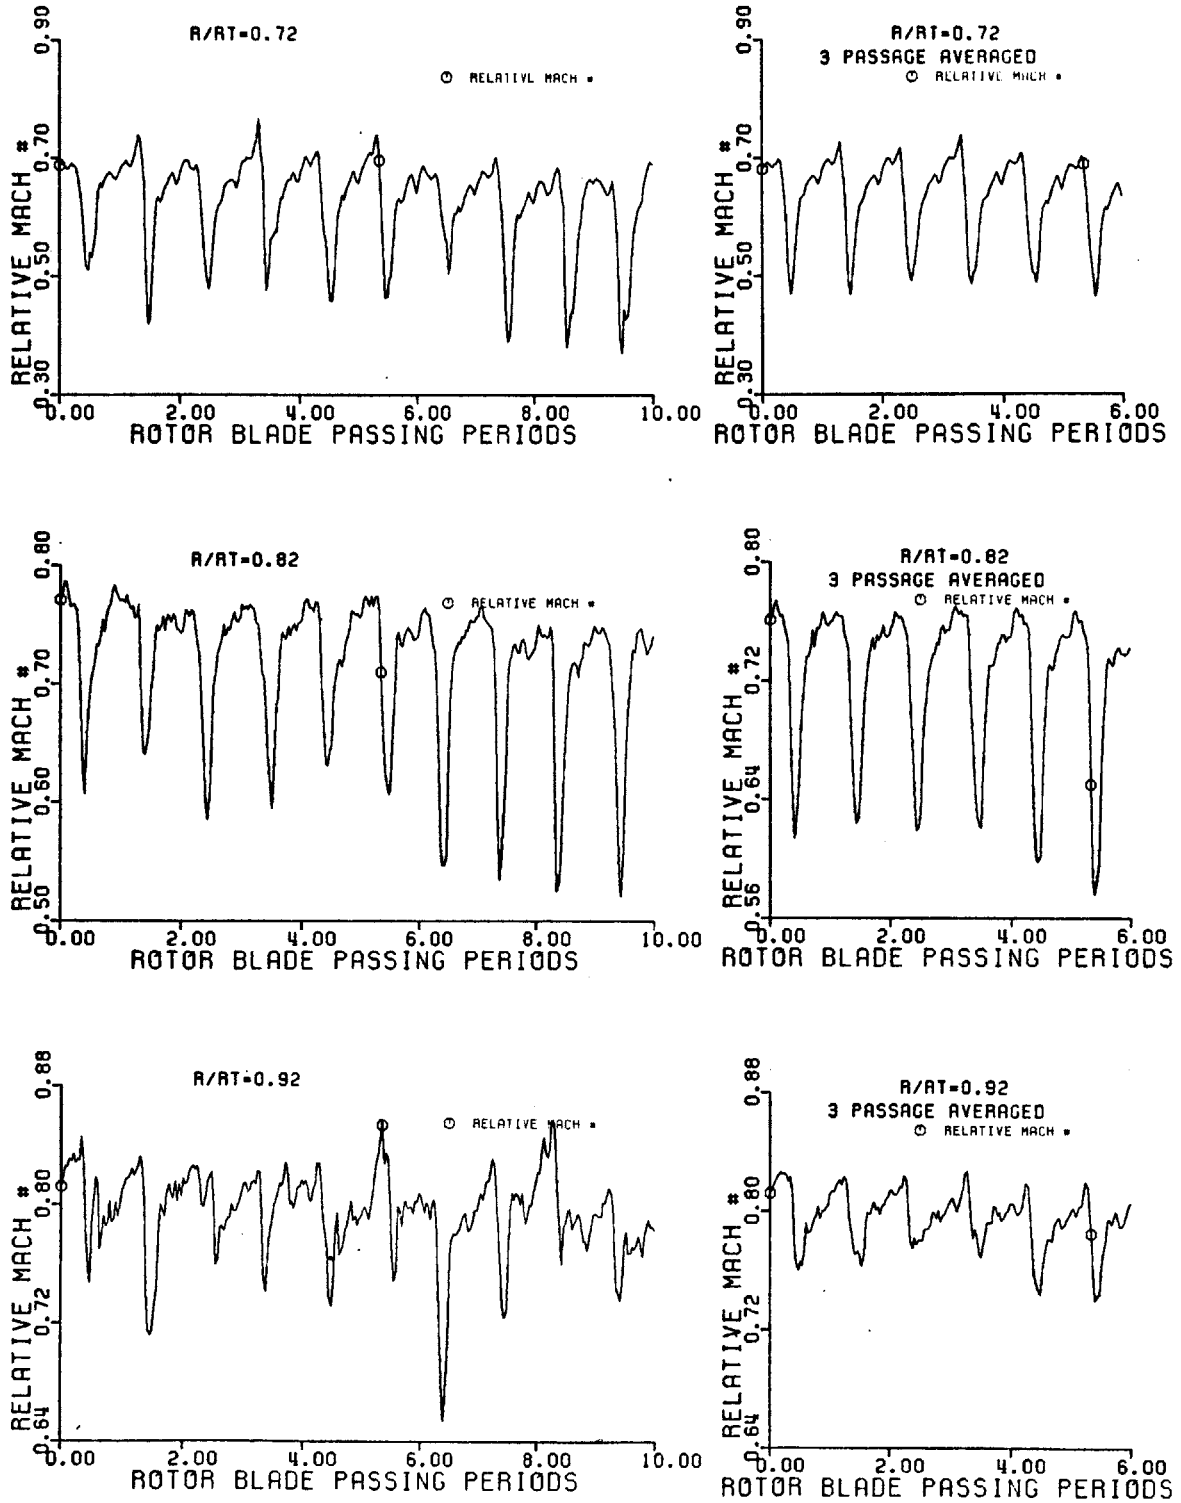 R/RT=0.72
RELATIVE MACH #
0.90
0.70
0.50
0.30
RELATIVE MACH #
0.00 2.00 4.00 6.00 8.00 10.00
ROTOR BLADE PASSING PERIODS
R/RT=0.72
3 PASSAGE AVERAGED
RELATIVE MACH #
0.90
0.70
0.50
0.30
RELATIVE MACH #
0.00 2.00 4.00 6.00
ROTOR BLADE PASSING PERIODS
R/RT=0.82
RELATIVE MACH #
0.80
0.70
0.60
0.50
RELATIVE MACH #
0.00 2.00 4.00 6.00 8.00 10.00
ROTOR BLADE PASSING PERIODS
R/RT=0.82
3 PASSAGE AVERAGED
RELATIVE MACH #
0.80
0.72
0.64
0.56
RELATIVE MACH #
0.00 2.00 4.00 6.00
ROTOR BLADE PASSING PERIODS
R/RT=0.92
RELATIVE MACH #
0.88
0.80
0.72
0.64
RELATIVE MACH #
0.00 2.00 4.00 6.00 8.00 10.00
ROTOR BLADE PASSING PERIODS
R/RT=0.92
3 PASSAGE AVERAGED
RELATIVE MACH #
0.88
0.80
0.72
0.64
RELATIVE MACH #
0.00 2.00 4.00 6.00
ROTOR BLADE PASSING PERIODS